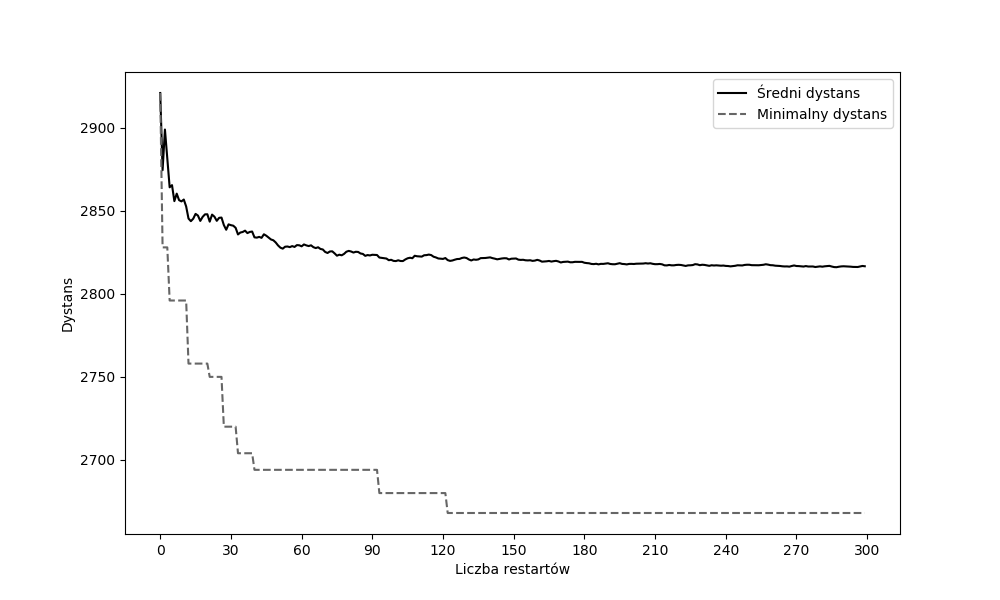 Średni dystans
Minimalny dystans
2900
2850
2800
2750
2700
Dystans
0 30 60 90 120 150 180 210 240 270 300
Liczba restartów